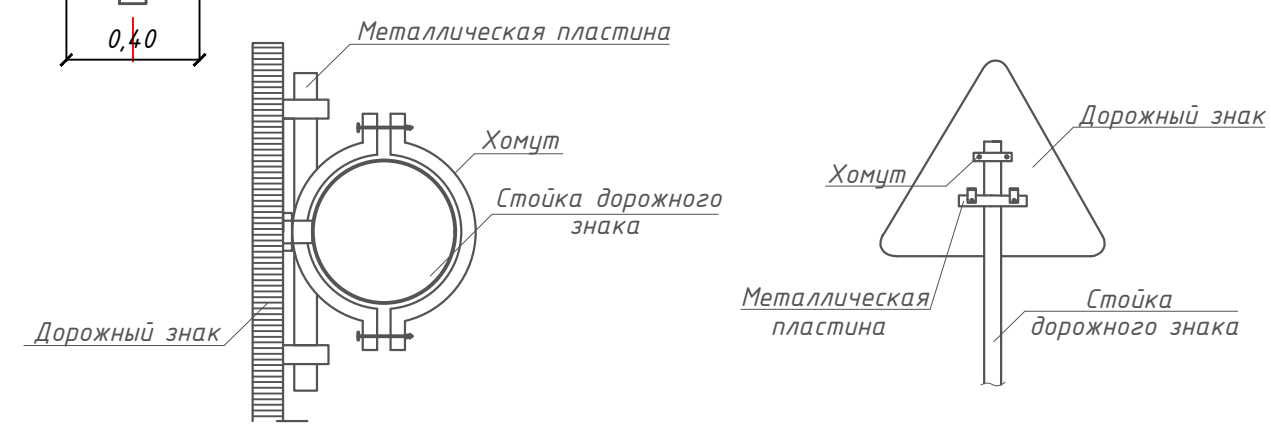 0,40
Металлическая пластина
Хомут
Стойка дорожного
знака
Дорожный знак
Дорожный знак
Хомут
Металлическая
пластина
Стойка
дорожного знака